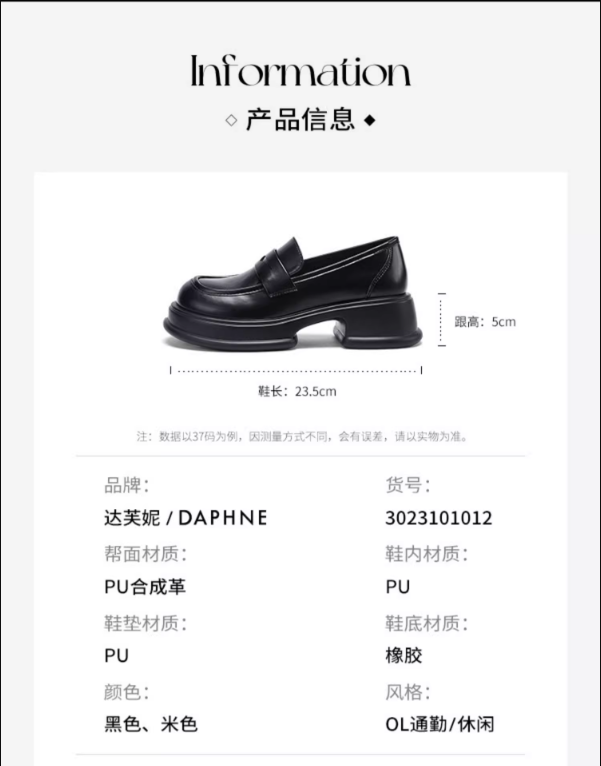 Information
产品信息
跟高：5cm
鞋长：23.5cm
注：数据以37码为例，因测量方式不同，会有误差，请以实物为准。
品牌：
货号：
达芙妮 / DAPHNE
3023101012
帮面材质：
鞋内材质：
PU合成革
PU
鞋垫材质：
鞋底材质：
PU
橡胶
颜色：
风格：
黑色、米色
OL通勤/休闲